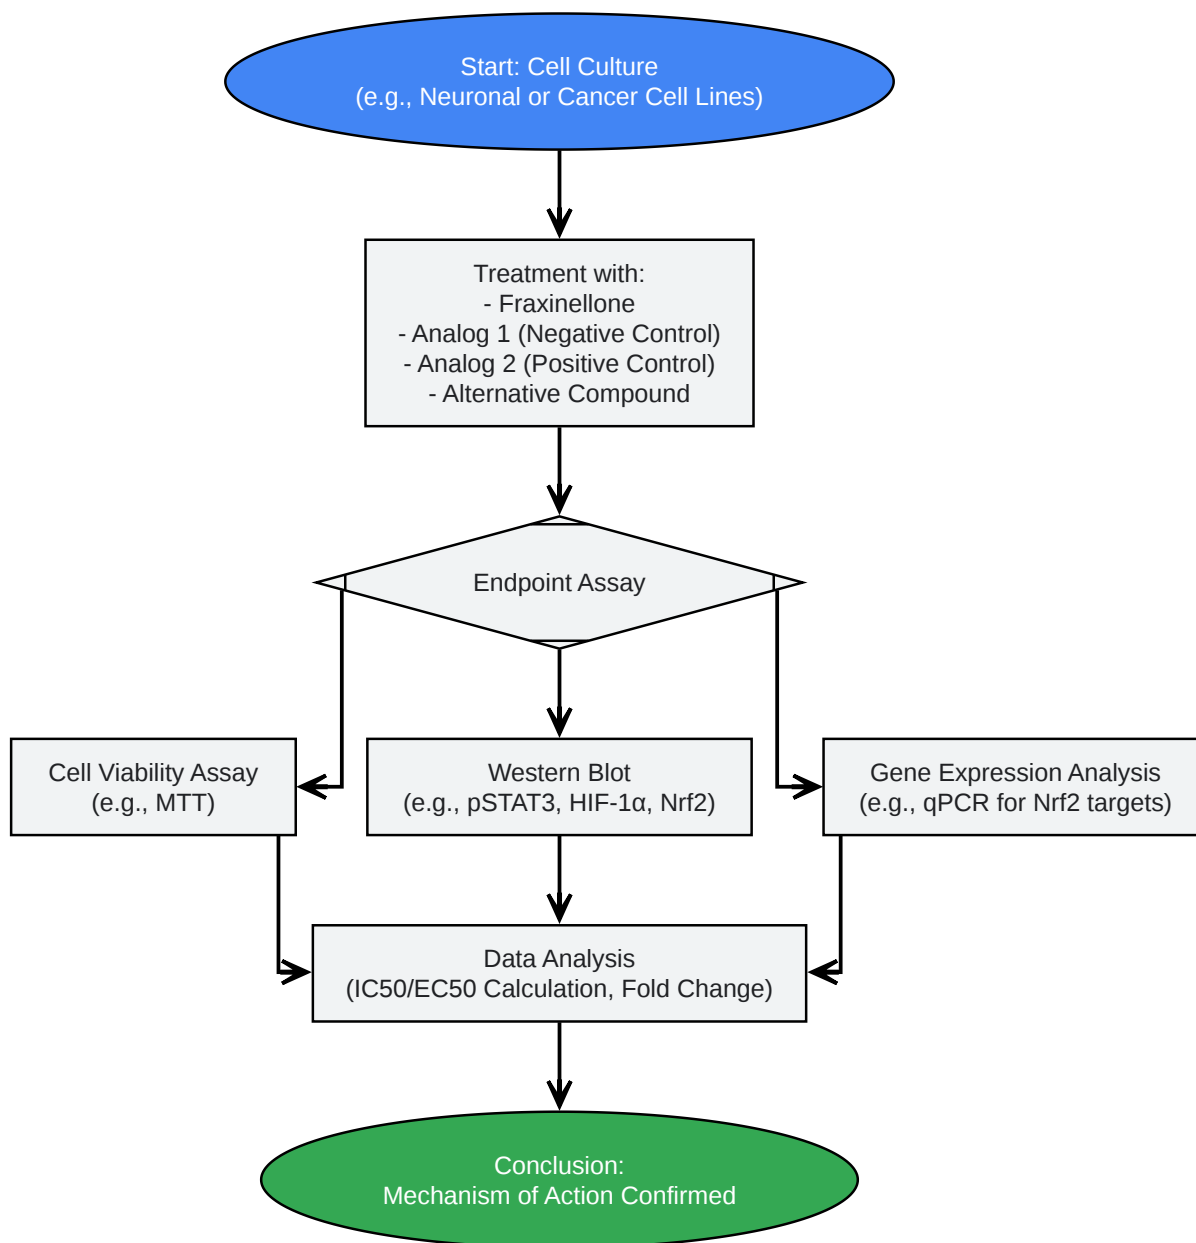 Start: Cell Culture
(e.g., Neuronal or Cancer Cell Lines)
Treatment with:
- Fraxinellone
- Analog 1 (Negative Control)
- Analog 2 (Positive Control)
- Alternative Compound
Endpoint Assay
Cell Viability Assay
(e.g., MTT)
Western Blot
(e.g., pSTAT3, HIF-1α, Nrf2)
Gene Expression Analysis
(e.g., qPCR for Nrf2 targets)
Data Analysis
(IC50/EC50 Calculation, Fold Change)
Conclusion:
Mechanism of Action Confirmed